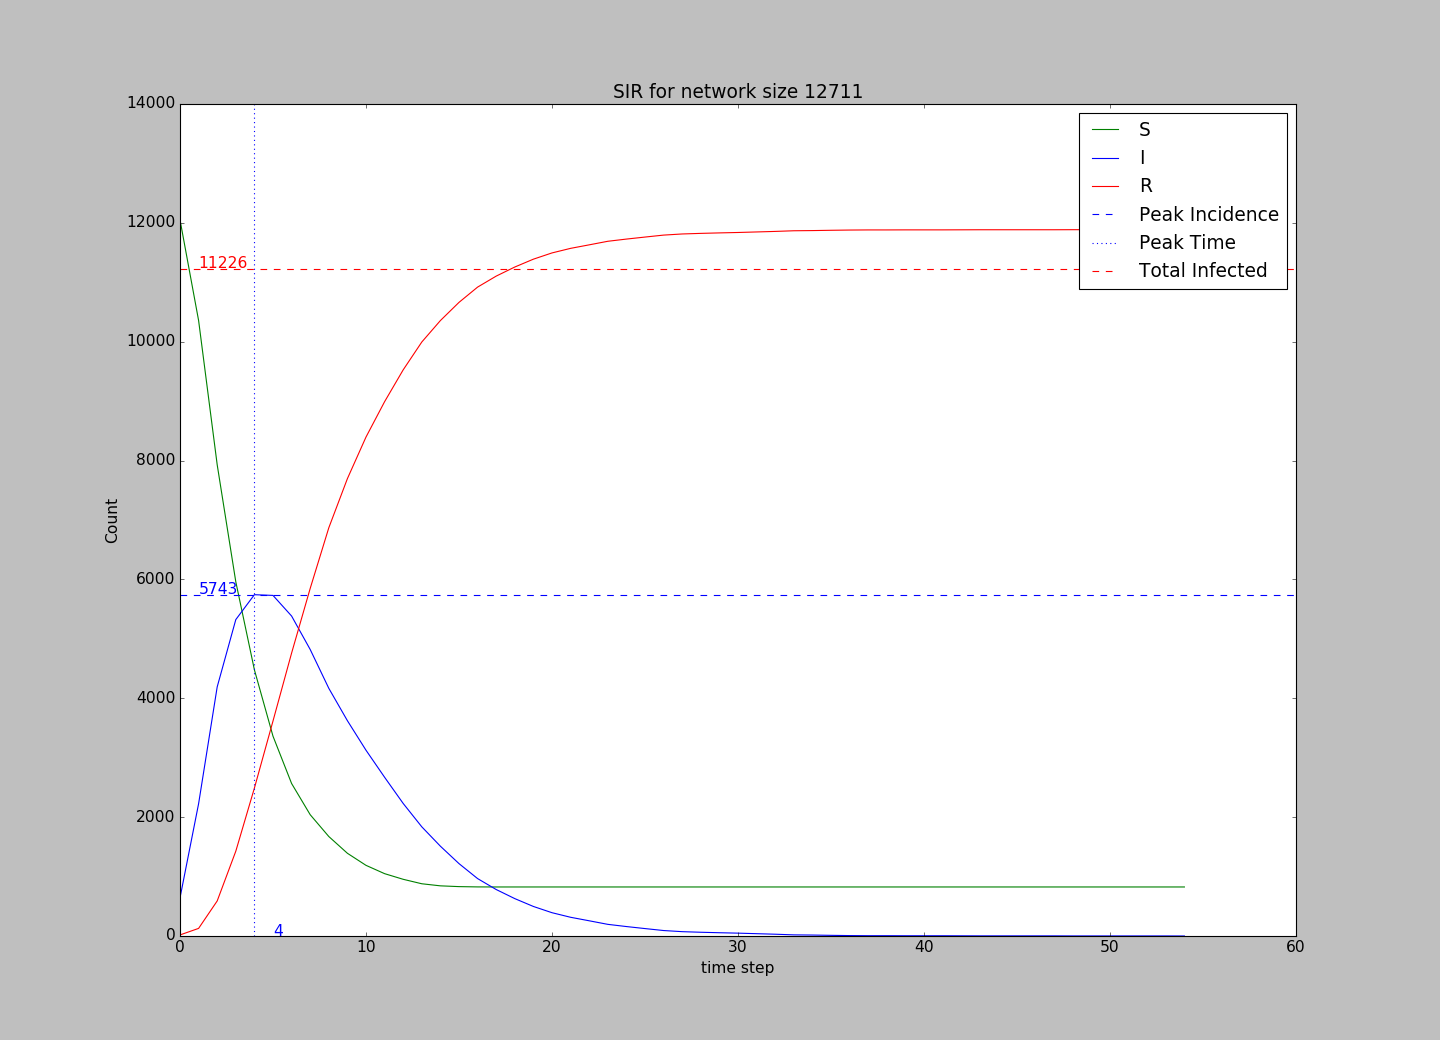 SIR for network size 12711
14000
12000
10000
8000
6000
4000
2000
0
Count
11226
5743
4
S
I
R
Peak Incidence
Peak Time
Total Infected
0 10 20 30 40 50 60
time step